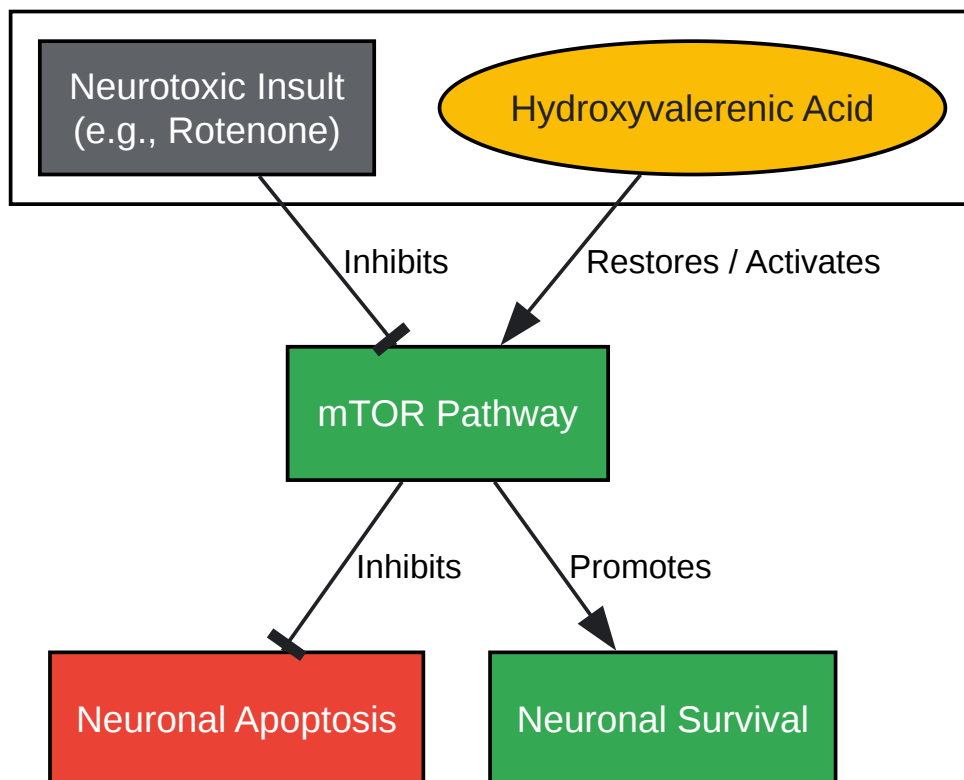 Neurotoxic Insult
(e.g., Rotenone)
Hydroxyvalerenic Acid
Inhibits
Restores / Activates
mTOR Pathway
Inhibits
Promotes
Neuronal Apoptosis
Neuronal Survival